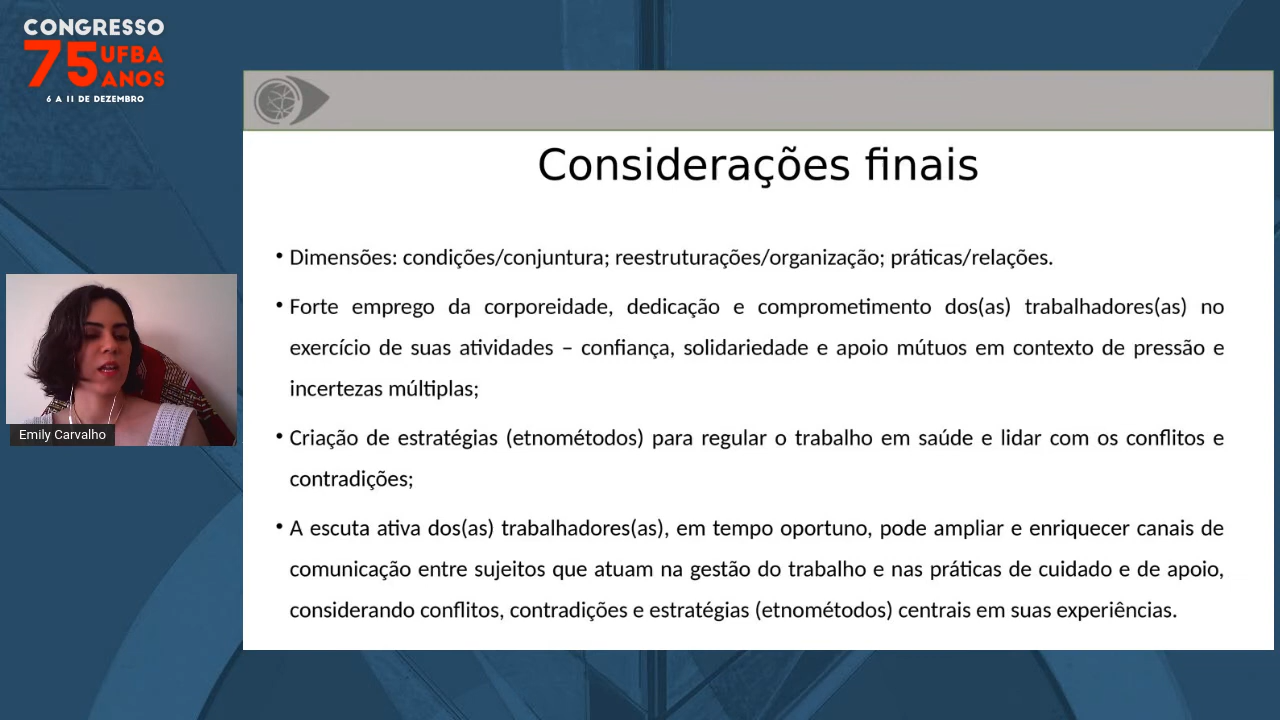 CONGRESSO
75 UFBA
ANOS
6 A 11 DE DEZEMBRO
Considerações finais
• Dimensões: condições/conjuntura; reestruturações/organização; práticas/relações.
• Forte emprego da corporeidade, dedicação e comprometimento dos(as) trabalhadores(as) no
exercício de suas atividades – confiança, solidariedade e apoio mútuos em contexto de pressão e
incertezas múltiplas;
Emily Carvalho
• Criação de estratégias (etnométodos) para regular o trabalho em saúde e lidar com os conflitos e
contradições;
• A escuta ativa dos(as) trabalhadores(as), em tempo oportuno, pode ampliar e enriquecer canais de
comunicação entre sujeitos que atuam na gestão do trabalho e nas práticas de cuidado e de apoio,
considerando conflitos, contradições e estratégias (etnométodos) centrais em suas experiências.